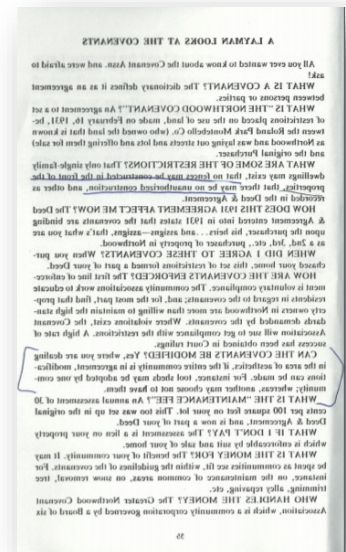 A LAYMAN LOOKS AT THE COVENANTS
All you ever wanted to know about the Covenant Assn. and were afraid to
ask!
WHAT IS A COVENANT? The dictionary defines it as an agreement
between persons or parties.
WHAT IS "THE NORTHWOOD COVENANT"? An agreement to a set
of restrictions placed on the use of land, made on February 16, 1931, be-
tween the Roland Park Montebello Co. (who owned the land that is known
as Northwood and was laying out streets and lots and offering them for sale)
and the original Purchaser.
WHAT ARE SOME OF THE RESTRICTIONS? That only single-family
dwellings may exist, that no fences may be constructed in the front of the
properties, that there may be no unauthorized construction, and other as
recorded in the Deed & Agreement.
HOW DOES THIS 1931 AGREEMENT AFFECT ME NOW? The Deed
& Agreement entered into in 1931 states that the covenants are binding
upon the purchaser, his heirs . . . and assigns—assigns, that's what you are
as a 2nd, 3rd, etc., purchaser of property in Northwood.
WHEN DID I AGREE TO THESE COVENANTS? When you pur-
chased your home, this set of restrictions formed a part of your Deed.
HOW ARE THE COVENANTS ENFORCED? The first line of enforce-
ment is voluntary compliance. The community associations work to educate
residents in regard to the covenants; and, for the most part, find that prop-
erty owners in Northwood are more than willing to maintain the high stan-
dards demanded by the Covenants. Where violations exist, the Covenant
Association will use to get compliance with the restrictions. A high rate of
success has been obtained in Court rulings.
CAN THE COVENANTS BE MODIFIED? Yes, where you are dealing
in the area of aesthetics, if the entire community is in agreement, modifica-
tions can be made. For instance, tool sheds may be adopted by one com-
munity; whereas, another may choose not to have them.
WHAT IS THE "MAINTENANCE FEE"? An annual assessment of 30
cents per 100 square feet on your lot. This too was set up in the original
Deed & Agreement, and is now a part of your Deed.
WHAT IF I DON'T PAY? The assessment is a lien on your property
which is enforceable by suit and sale of your home.
WHAT IS THE MONEY FOR? The benefit of your community. It may
be spent as communities see fit, within the guidelines of the covenants. For
instance, on the maintenance of common areas, on snow removal, tree
trimming, alley repaving, etc.
WHO HANDLES THE MONEY? The Greater Northwood Covenant
Association, which is a community corporation governed by a Board of six
35